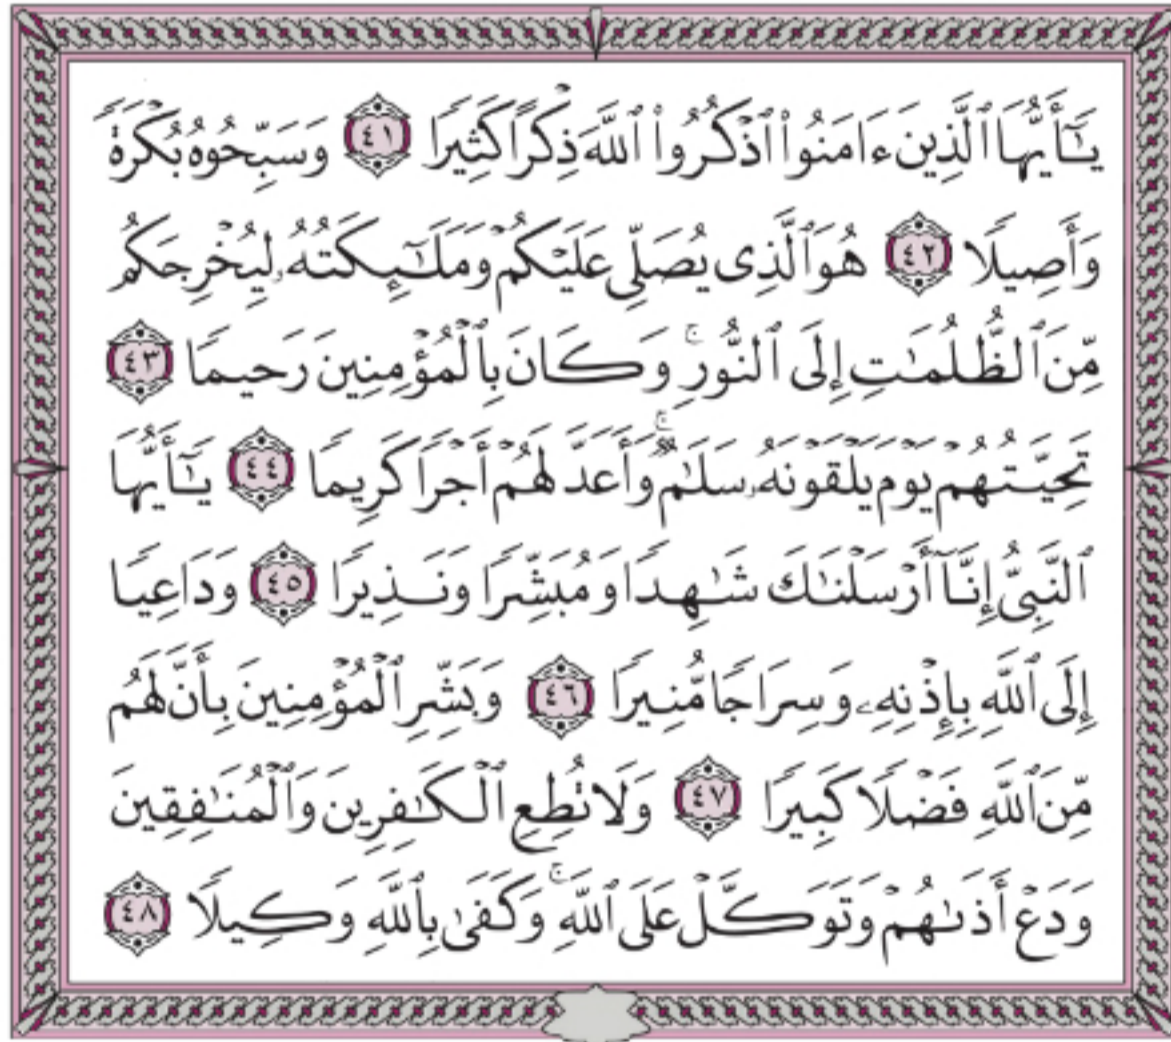 يَـٰٓأَيُّهَا ٱلَّذِينَ ءَامَنُوا۟ ٱذْكُرُوا۟ ٱللَّهَ ذِكْرًا كَثِيرًا ٤١ وَسَبِّحُوهُ بُكْرَةً
وَأَصِيلًا ٤٢ هُوَ ٱلَّذِى يُصَلِّى عَلَيْكُمْ وَمَلَـٰٓئِكَتُهُۥ لِيُخْرِجَكُم
مِّنَ ٱلظُّلُمَـٰتِ إِلَى ٱلنُّورِ ۚ وَكَانَ بِٱلْمُؤْمِنِينَ رَحِيمًا ٤٣
تَحِيَّتُهُمْ يَوْمَ يَلْقَوْنَهُۥ سَلَـٰمٌ ۚ وَأَعَدَّ لَهُمْ أَجْرًا كَرِيمًا ٤٤ يَـٰٓأَيُّهَا
ٱلنَّبِىُّ إِنَّآ أَرْسَلْنَـٰكَ شَـٰهِدًا وَمُبَشِّرًا وَنَذِيرًا ٤٥ وَدَاعِيًا
إِلَى ٱللَّهِ بِإِذْنِهِۦ وَسِرَاجًا مُّنِيرًا ٤٦ وَبَشِّرِ ٱلْمُؤْمِنِينَ بِأَنَّ لَهُم
مِّنَ ٱللَّهِ فَضْلًا كَبِيرًا ٤٧ وَلَا تُطِعِ ٱلْكَـٰفِرِينَ وَٱلْمُنَـٰفِقِينَ
وَدَعْ أَذَىٰهُمْ وَتَوَكَّلْ عَلَى ٱللَّهِ ۚ وَكَفَىٰ بِٱللَّهِ وَكِيلًا ٤٨